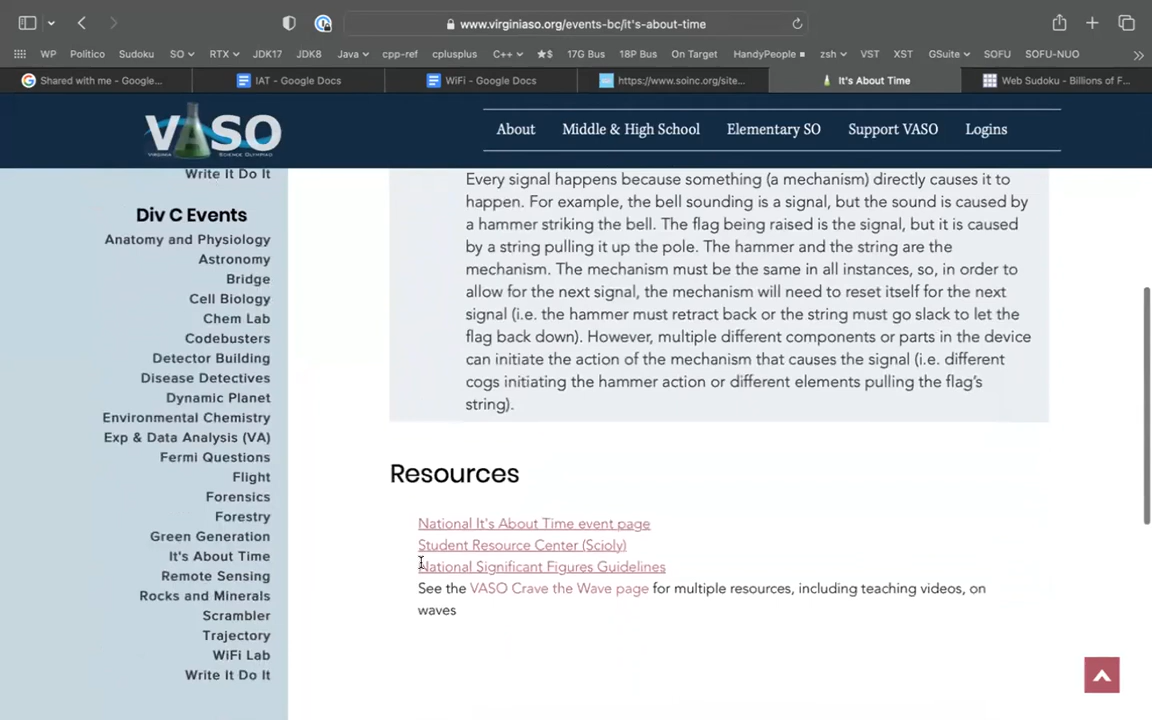 www.virginiaso.org/events-bc/it's-about-time
WP Politico Sudoku SO RTX JDK17 JDK8 Java cpp-ref cplusplus C++ ★$ 17G Bus 18P Bus On Target HandyPeople ■ zsh VST XST GSuite SOFU SOFU-NUO
Shared with me - Google... IAT - Google Docs WiFi - Google Docs https://www.soinc.org/site... It's About Time Web Sudoku - Billions of F...
VASO
VIRGINIA SCIENCE OLYMPIAD
About Middle & High School Elementary SO Support VASO Logins
Write It Do It
Div C Events
Anatomy and Physiology
Astronomy
Bridge
Cell Biology
Chem Lab
Codebusters
Detector Building
Disease Detectives
Dynamic Planet
Environmental Chemistry
Exp & Data Analysis (VA)
Fermi Questions
Flight
Forensics
Forestry
Green Generation
It's About Time
Remote Sensing
Rocks and Minerals
Scrambler
Trajectory
WiFi Lab
Write It Do It
Every signal happens because something (a mechanism) directly causes it to
happen. For example, the bell sounding is a signal, but the sound is caused by
a hammer striking the bell. The flag being raised is the signal, but it is caused
by a string pulling it up the pole. The hammer and the string are the
mechanism. The mechanism must be the same in all instances, so, in order to
allow for the next signal, the mechanism will need to reset itself for the next
signal (i.e. the hammer must retract back or the string must go slack to let the
flag back down). However, multiple different components or parts in the device
can initiate the action of the mechanism that causes the signal (i.e. different
cogs initiating the hammer action or different elements pulling the flag's
string).
Resources
National It's About Time event page
Student Resource Center (Scioly)
National Significant Figures Guidelines
See the VASO Crave the Wave page for multiple resources, including teaching videos, on
waves